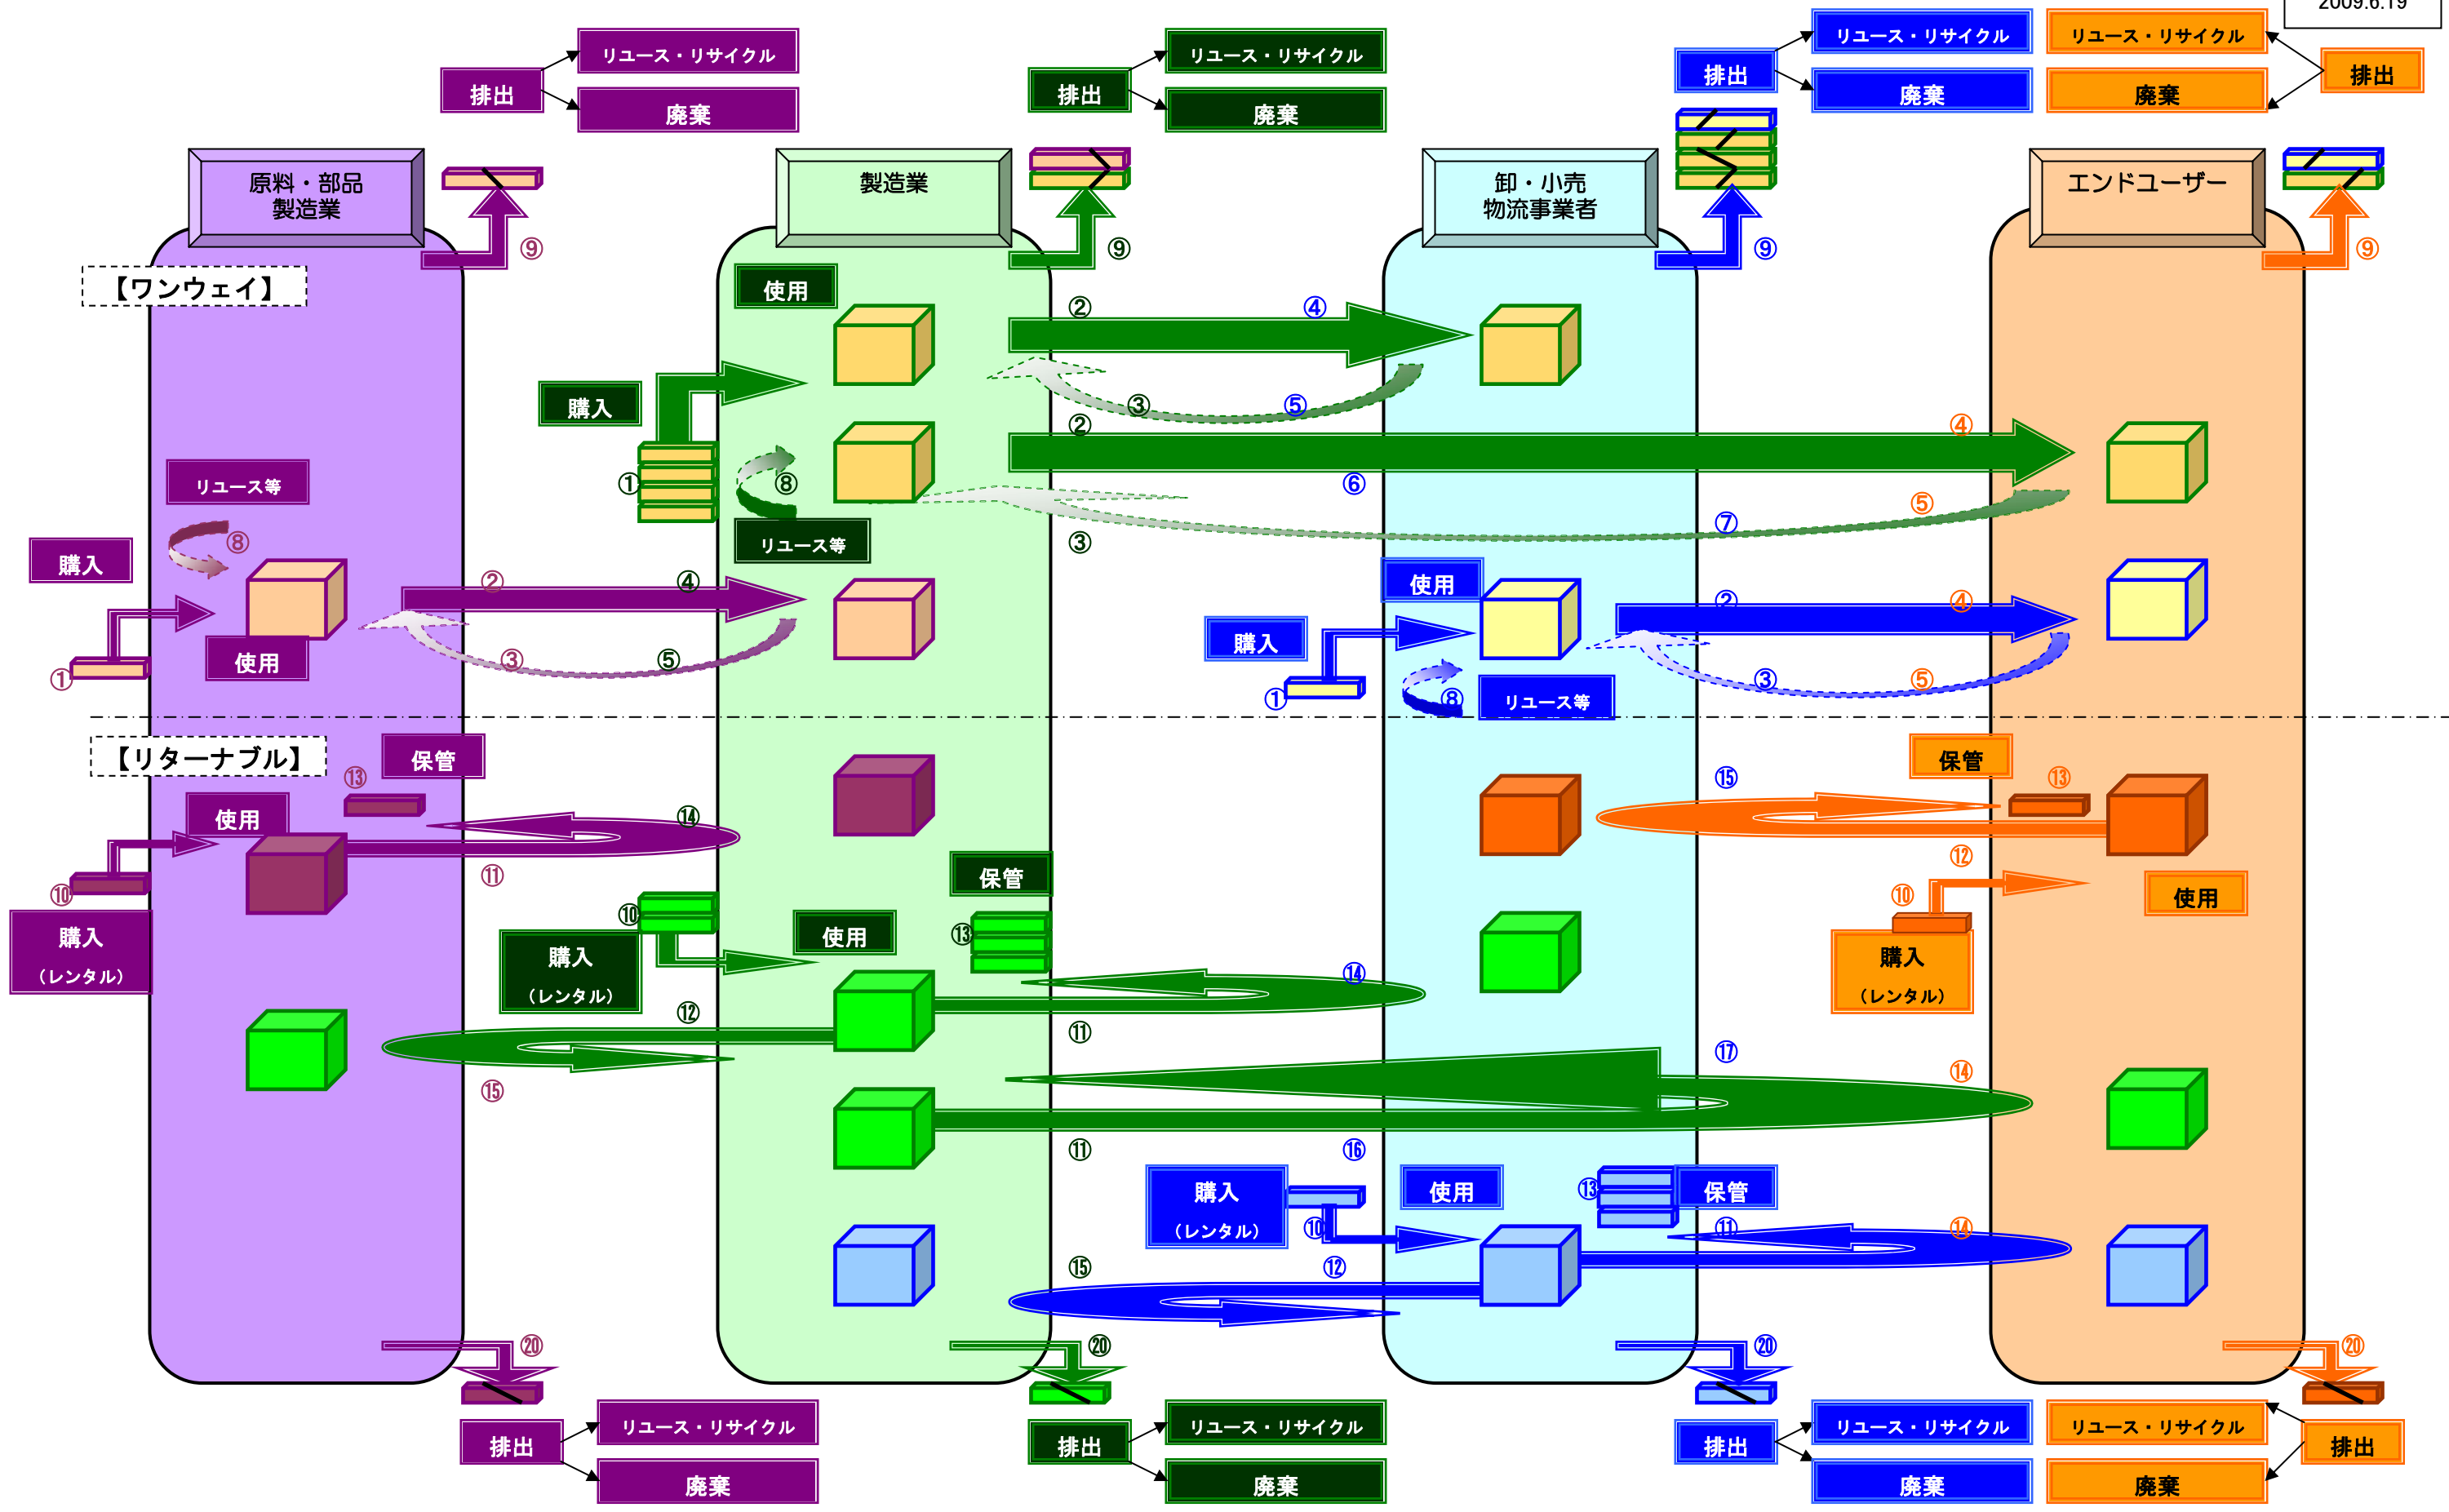 2009.6.19
リユース・リサイクル
排出
廃棄
リユース・リサイクル
排出
廃棄
リユース・リサイクル
排出
廃棄
リユース・リサイクル
排出
廃棄
原料・部品
製造業
製造業
卸・小売
物流事業者
エンドユーザー
⑨
⑨
⑨
⑨
【ワンウェイ】
使用
②
④
購入
③
⑤
②
④
リユース等
①
⑧
⑥
⑤
⑦
リユース等
③
購入
⑧
②
④
使用
②
④
購入
使用
③
⑤
①
③
⑤
①
⑧
リユース等
【リターナブル】
保管
⑬
使用
⑭
⑪
⑩
購入
（レンタル）
保管
⑬
⑮
⑫
⑩
使用
購入
（レンタル）
保管
⑩
使用
⑬
購入
（レンタル）
⑭
⑫
⑪
⑮
⑰
⑭
⑪
⑯
購入
（レンタル）
使用
⑬
保管
⑩
⑪
⑭
⑮
⑫
⑳
⑳
⑳
⑳
リユース・リサイクル
排出
廃棄
リユース・リサイクル
排出
廃棄
リユース・リサイクル
排出
廃棄
リユース・リサイクル
排出
廃棄